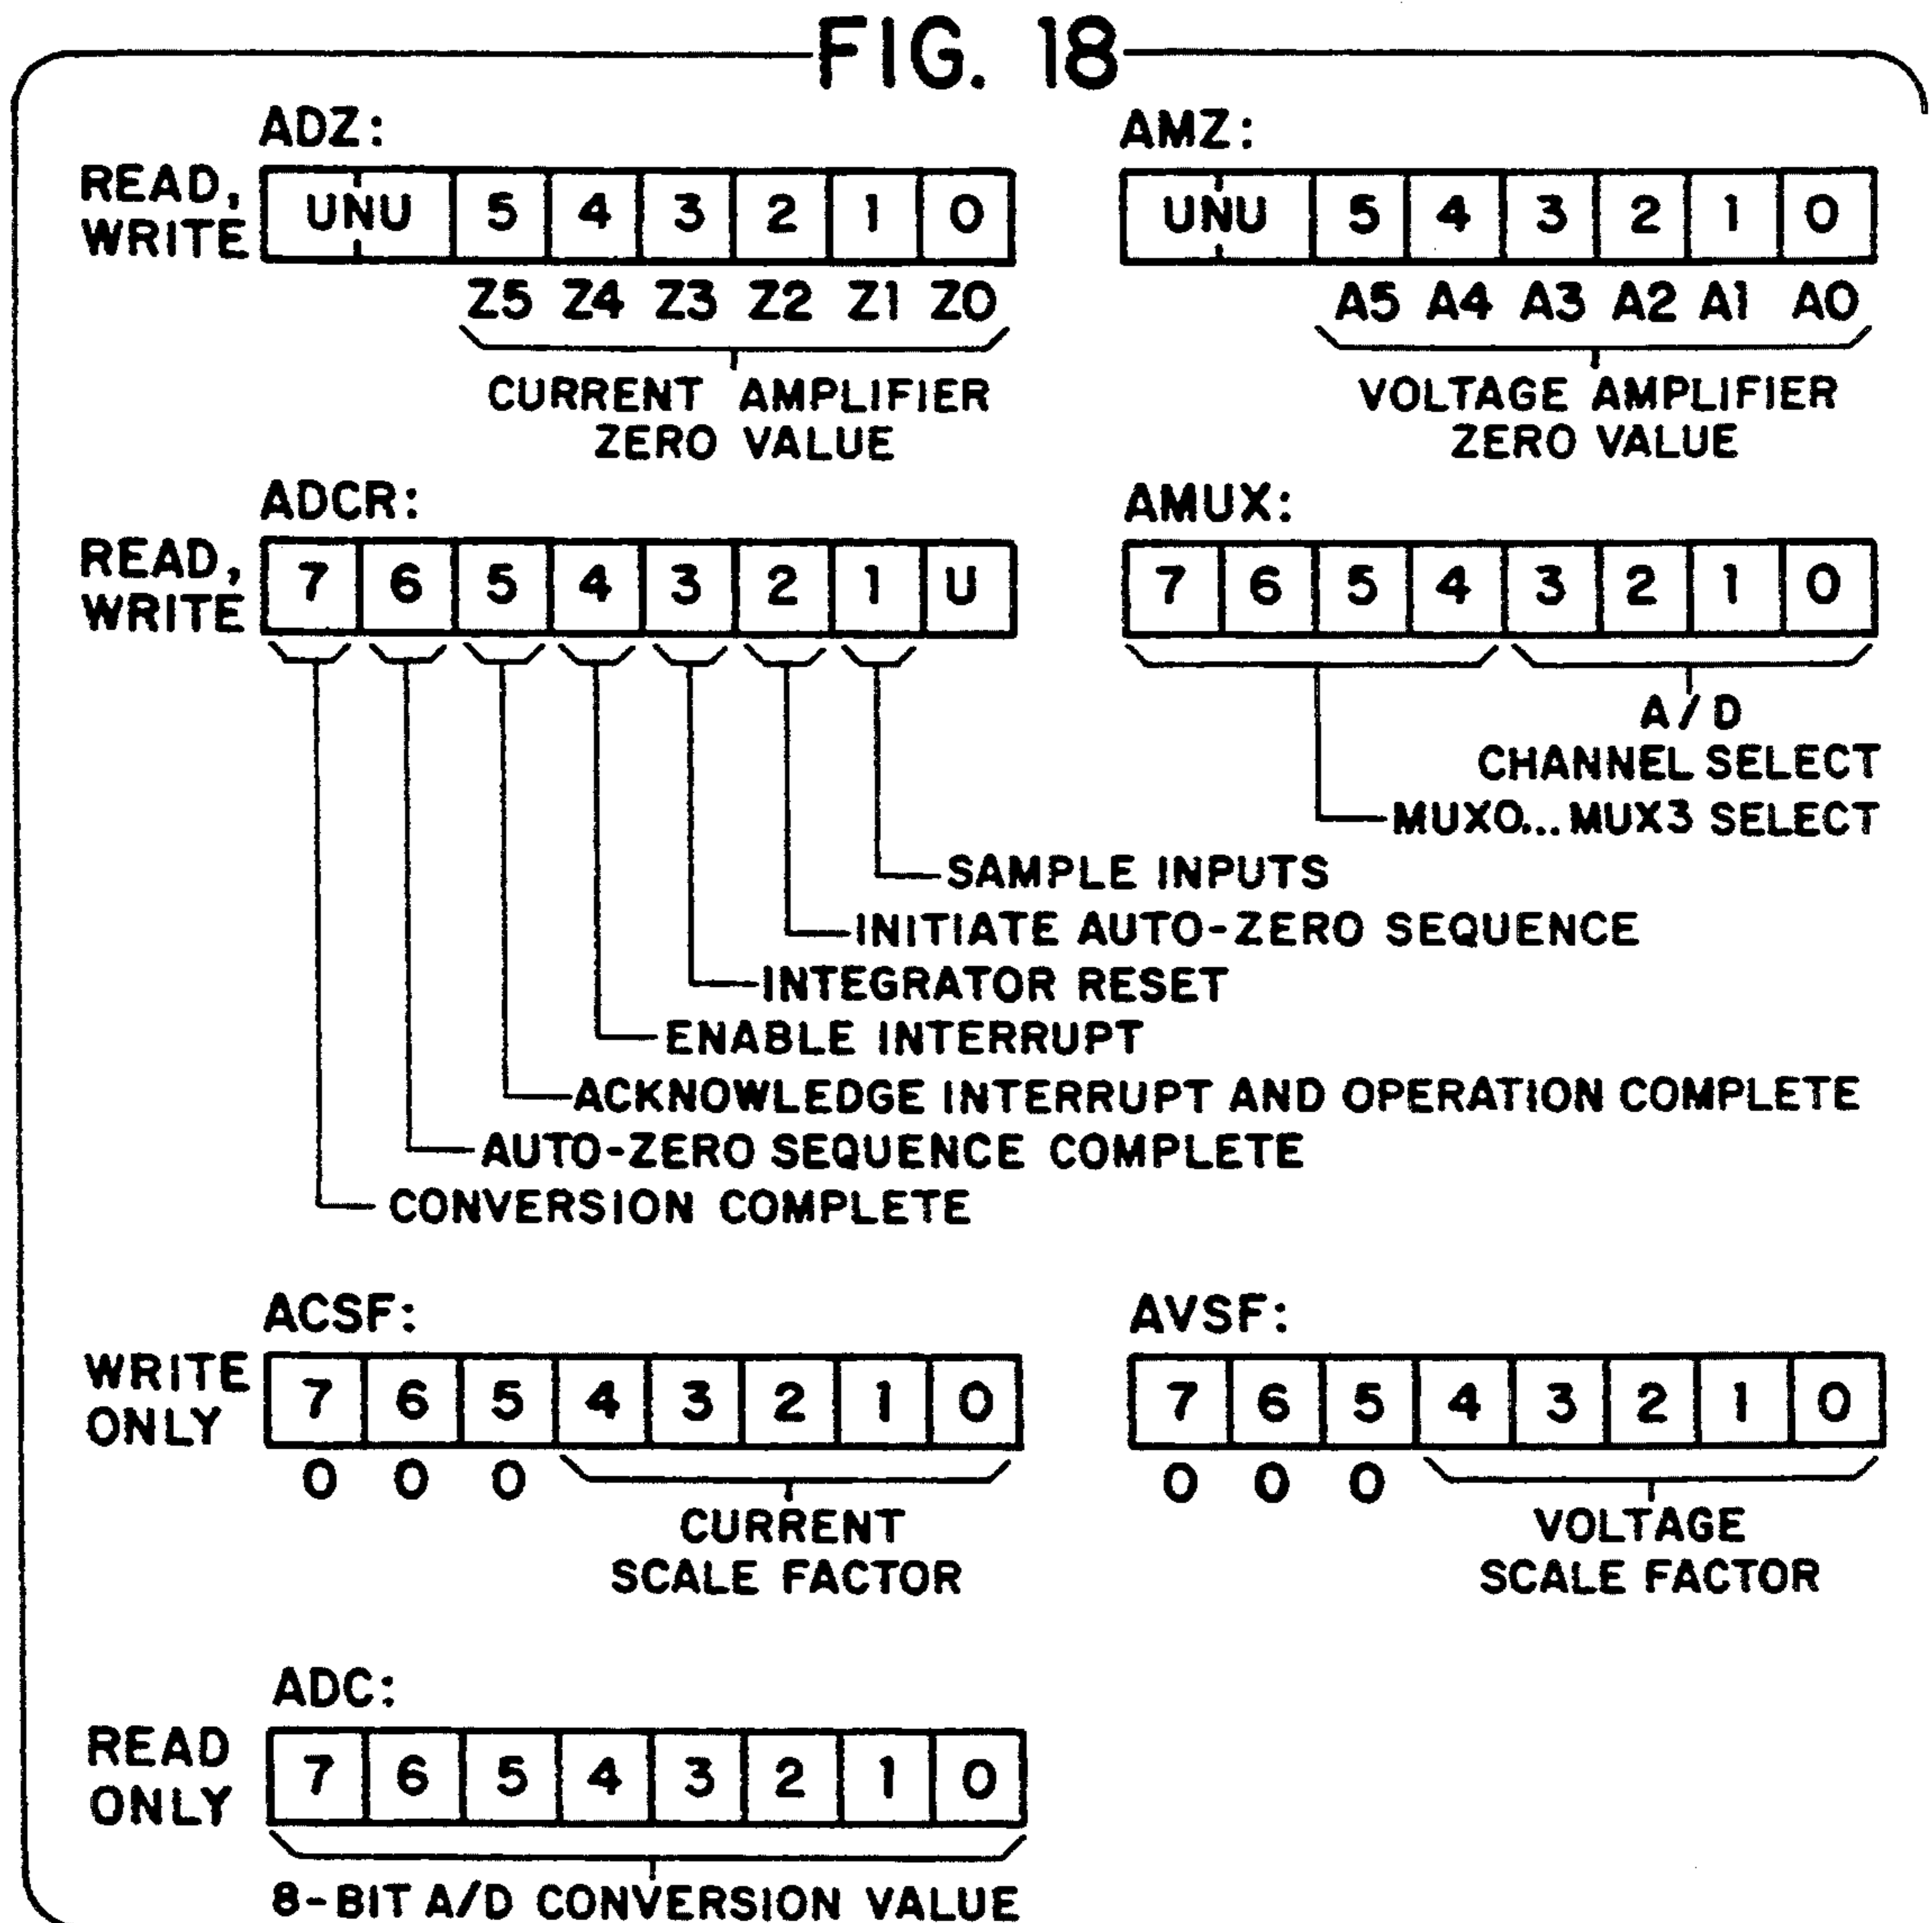 FIG. 18
ADZ:
AMZ:
READ,
WRITE
UNU 5 4 3 2 1 0
UNU 5 4 3 2 1 0
Z5 Z4 Z3 Z2 Z1 Z0
A5 A4 A3 A2 A1 A0
CURRENT AMPLIFIER
ZERO VALUE
VOLTAGE AMPLIFIER
ZERO VALUE
ADCR:
AMUX:
READ,
WRITE
7 6 5 4 3 2 1 U
7 6 5 4 3 2 1 0
A/D
CHANNEL SELECT
MUX0... MUX3 SELECT
SAMPLE INPUTS
INITIATE AUTO-ZERO SEQUENCE
INTEGRATOR RESET
ENABLE INTERRUPT
ACKNOWLEDGE INTERRUPT AND OPERATION COMPLETE
AUTO-ZERO SEQUENCE COMPLETE
CONVERSION COMPLETE
ACSF:
AVSF:
WRITE
ONLY
7 6 5 4 3 2 1 0
7 6 5 4 3 2 1 0
0 0 0
0 0 0
CURRENT
SCALE FACTOR
VOLTAGE
SCALE FACTOR
ADC:
READ
ONLY
7 6 5 4 3 2 1 0
8-BIT A/D CONVERSION VALUE